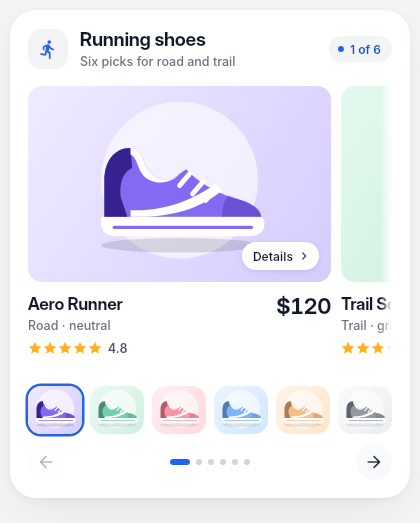 Running shoes
Six picks for road and trail
1 of 6
Details
Aero Runner
$120
Road · neutral
4.8
Trail
Trail ·